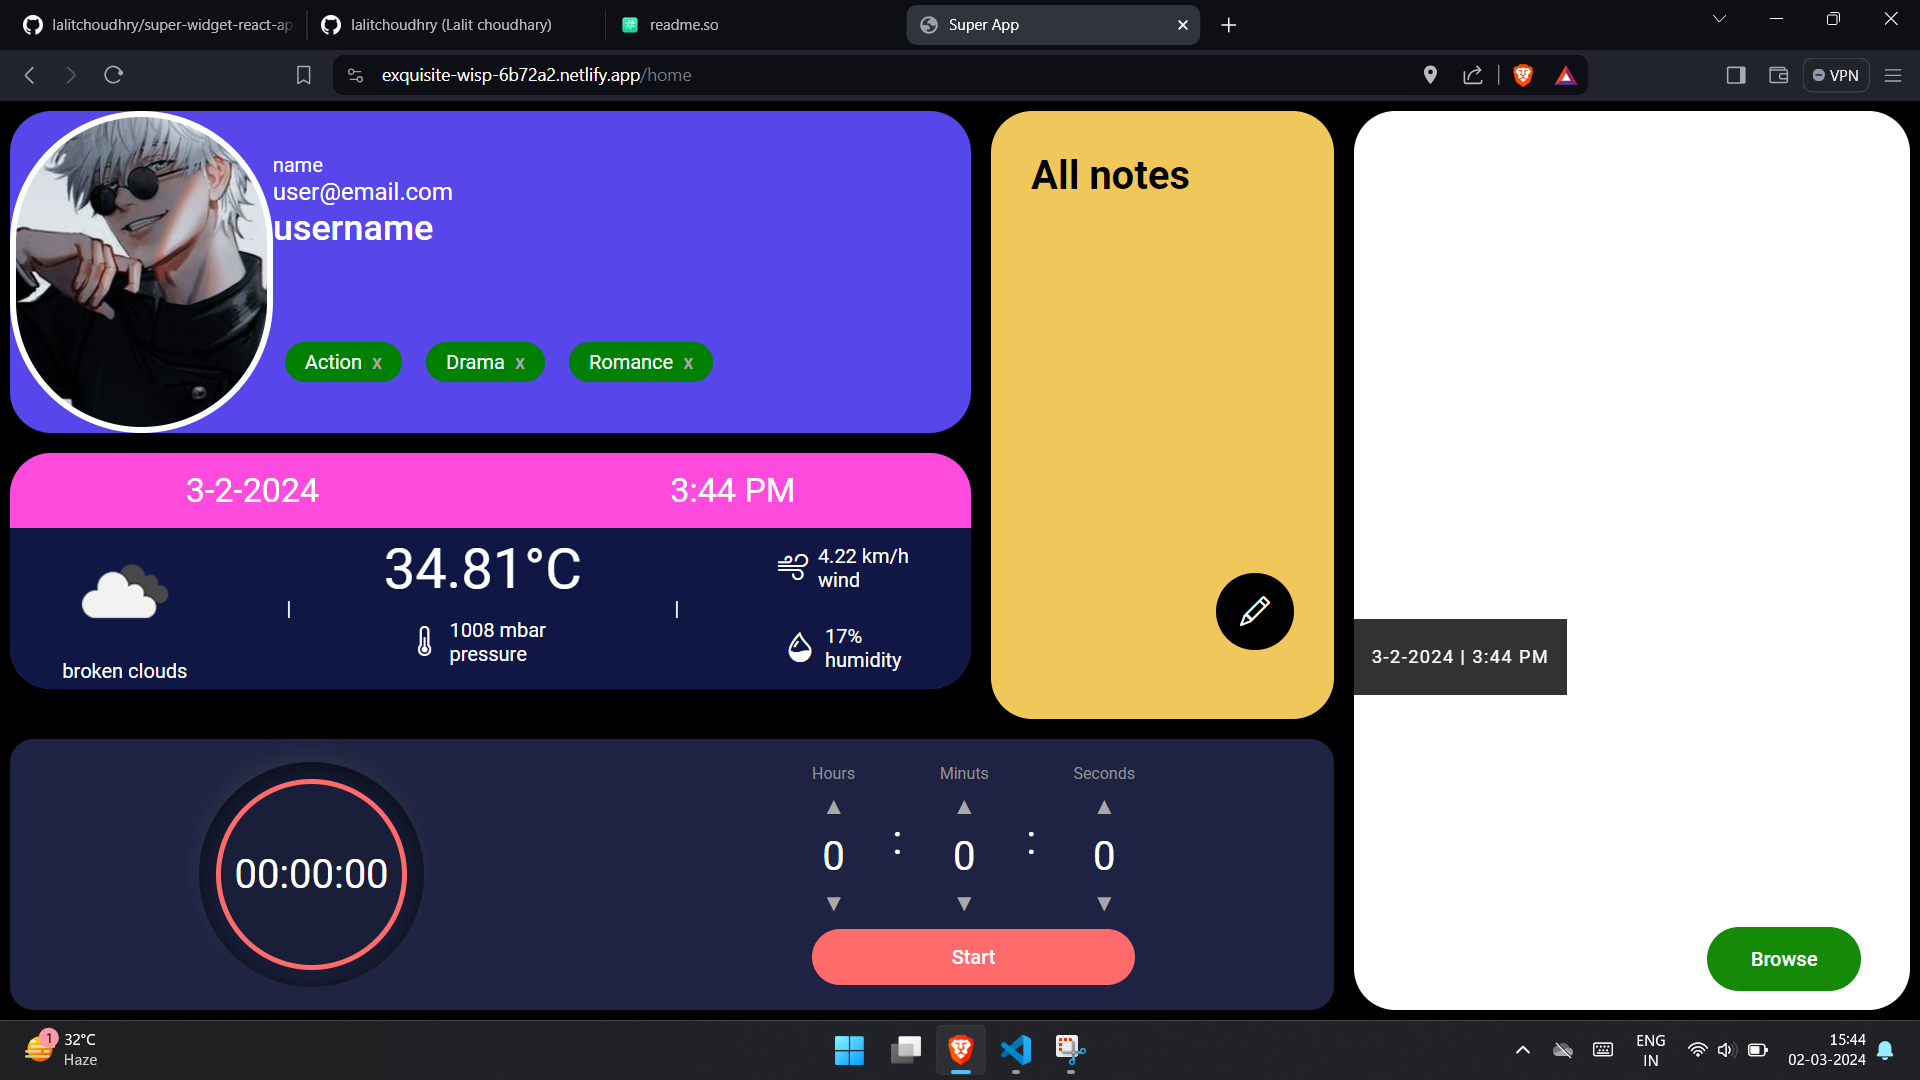 lalitchoudhry/super-widget-react-ap
lalitchoudhry (Lalit choudhary)
readme.so
Super App
exquisite-wisp-6b72a2.netlify.app/home
VPN
name
user@email.com
username
Action x
Drama x
Romance x
All notes
3-2-2024
3:44 PM
34.81°C
broken clouds
1008 mbar
pressure
4.22 km/h
wind
17%
humidity
3-2-2024 | 3:44 PM
00:00:00
Hours
Minuts
Seconds
▲
▲
▲
0 : 0 : 0
▼
▼
▼
Start
Browse
1
32°C
Haze
ENG
IN
15:44
02-03-2024